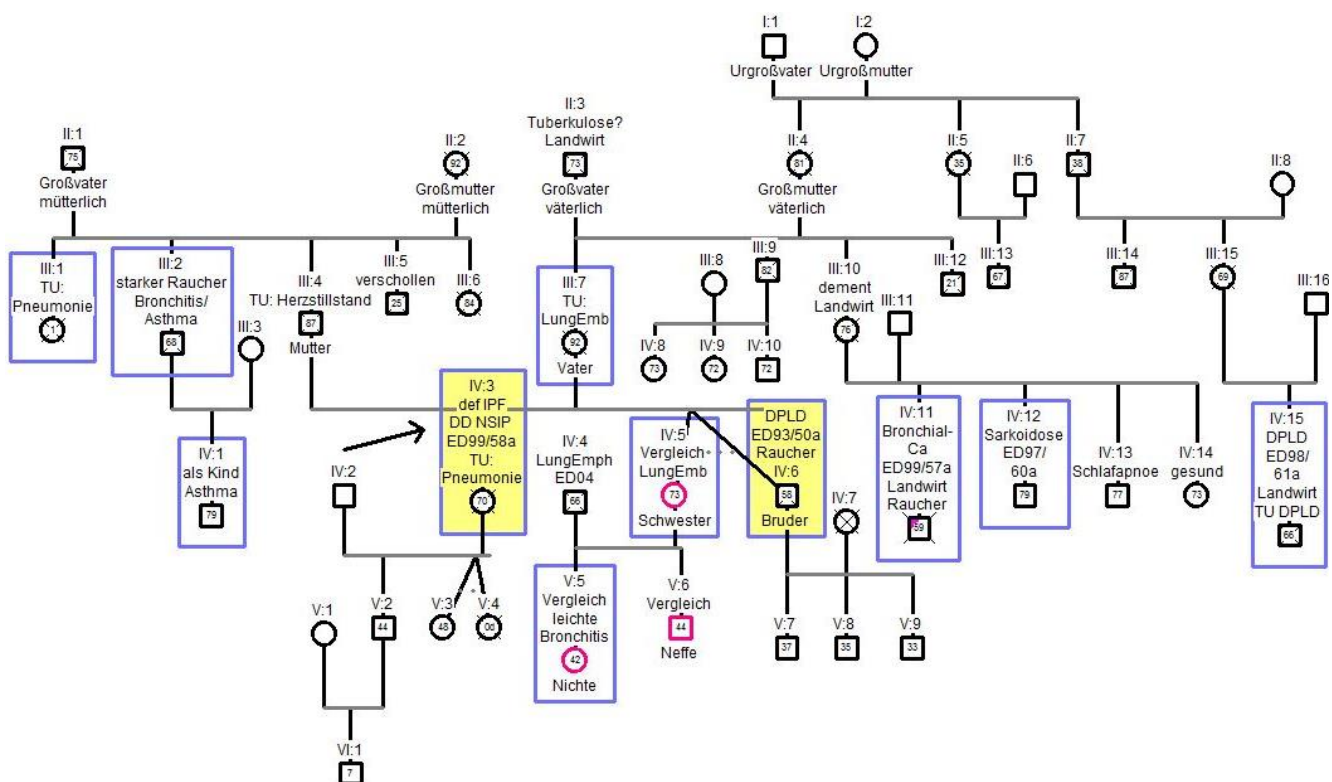 I:1
I:2
Urgroßvater
Urgroßmutter
II:1
75
Großvater
mütterlich
II:2
92
Großmutter
mütterlich
II:3
Tuberkulose?
Landwirt
73
Großvater
väterlich
II:4
81
Großmutter
väterlich
II:5
35
II:6
II:7
38
II:8
III:1
TU:
Pneumonie
1
III:2
starker Raucher
Bronchitis/
Asthma
68
III:3
III:4
TU: Herzstillstand
87
Mutter
III:5
verschollen
25
III:6
84
III:7
TU:
LungEmb
92
Vater
III:8
III:9
82
III:10
dement
Landwirt
76
III:11
III:12
21
III:13
67
III:14
87
III:15
69
III:16
IV:1
als Kind
Asthma
79
IV:2
IV:3
def IPF
DD NSIP
ED99/58a
TU:
Pneumonie
70
IV:4
LungEmph
ED04
66
IV:5
Vergleich
LungEmb
73
Schwester
DPLD
ED93/50a
Raucher
IV:6
58
Bruder
IV:7
IV:8
73
IV:9
72
IV:10
72
IV:11
Bronchial-
Ca
ED99/57a
Landwirt
Raucher
59
IV:12
Sarkoidose
ED97/
60a
79
IV:13
Schlafapnoe
77
IV:14
gesund
73
IV:15
DPLD
ED98/
61a
Landwirt
TU DPLD
66
V:1
V:2
44
V:3
48
V:4
0d
V:5
Vergleich
leichte
Bronchitis
42
Nichte
V:6
Vergleich
44
Neffe
V:7
37
V:8
35
V:9
33
VI:1
7